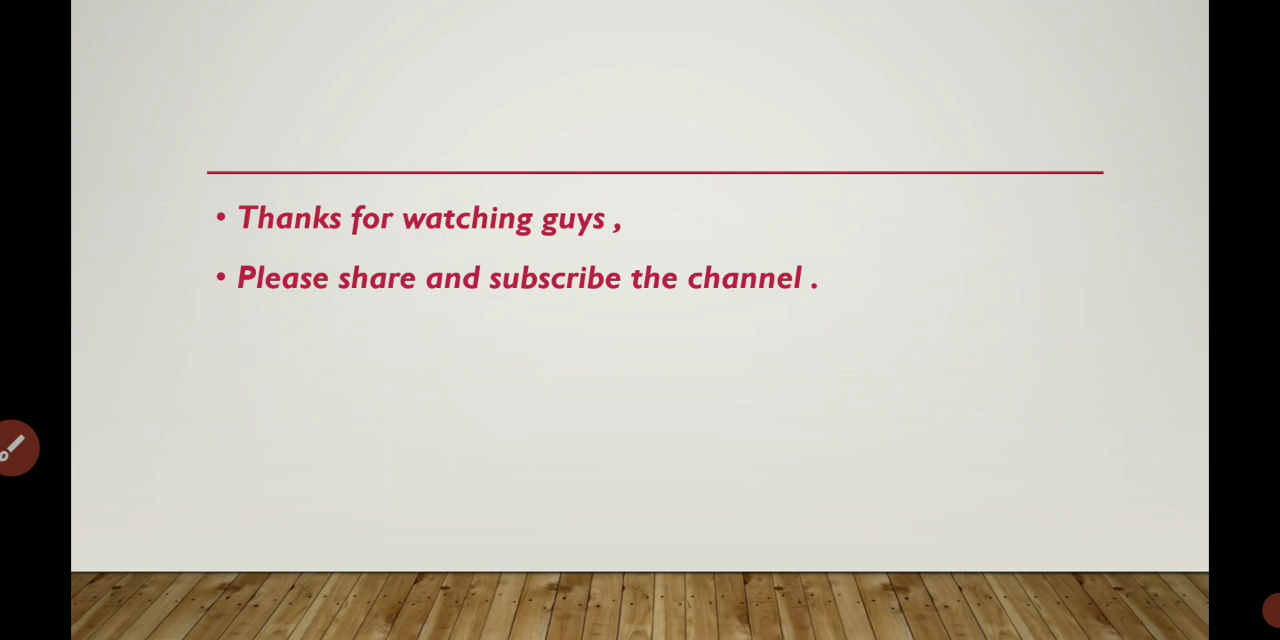 • Thanks for watching guys ,
• Please share and subscribe the channel .